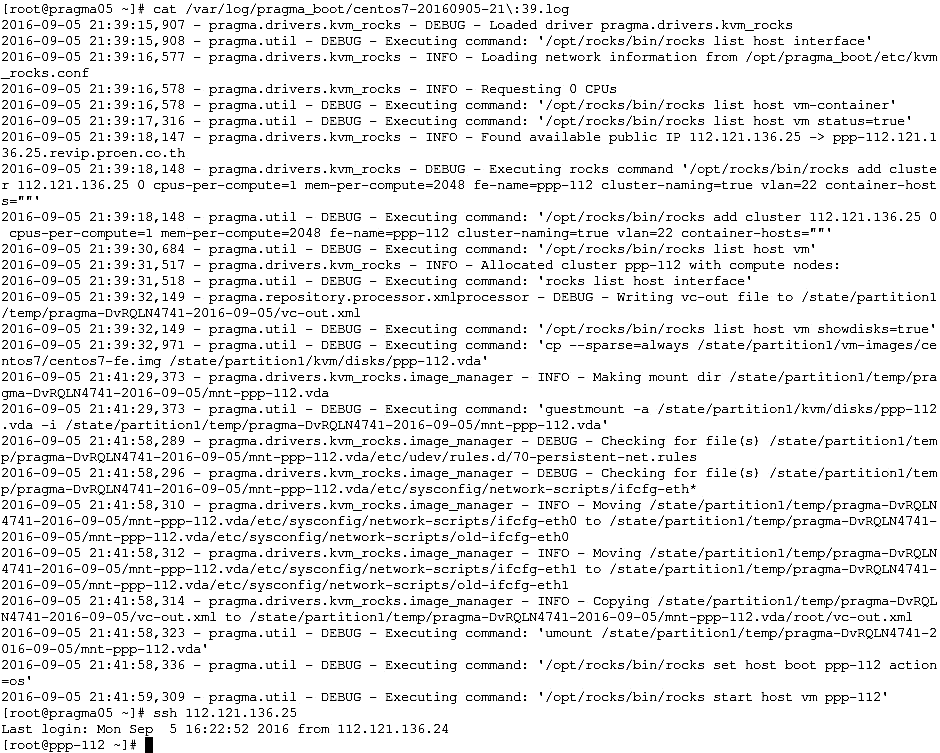 [root@pragma05 ~]# cat /var/log/pragma_boot/centos7-20160905-21\:39.log
2016-09-05 21:39:15,907 - pragma.drivers.kvm_rocks - DEBUG - Loaded driver pragma.drivers.kvm_rocks
2016-09-05 21:39:15,908 - pragma.util - DEBUG - Executing command: '/opt/rocks/bin/rocks list host interface'
2016-09-05 21:39:16,577 - pragma.drivers.kvm_rocks - INFO - Loading network information from /opt/pragma_boot/etc/kvm
_rocks.conf
2016-09-05 21:39:16,578 - pragma.drivers.kvm_rocks - INFO - Requesting 0 CPUs
2016-09-05 21:39:16,578 - pragma.util - DEBUG - Executing command: '/opt/rocks/bin/rocks list host vm-container'
2016-09-05 21:39:17,316 - pragma.util - DEBUG - Executing command: '/opt/rocks/bin/rocks list host vm status=true'
2016-09-05 21:39:18,147 - pragma.drivers.kvm_rocks - INFO - Found available public IP 112.121.136.25 -> ppp-112.121.1
36.25.revip.proen.co.th
2016-09-05 21:39:18,148 - pragma.drivers.kvm_rocks - DEBUG - Executing rocks command '/opt/rocks/bin/rocks add cluste
r 112.121.136.25 0 cpus-per-compute=1 mem-per-compute=2048 fe-name=ppp-112 cluster-naming=true vlan=22 container-host
s=""'
2016-09-05 21:39:18,148 - pragma.util - DEBUG - Executing command: '/opt/rocks/bin/rocks add cluster 112.121.136.25 0
 cpus-per-compute=1 mem-per-compute=2048 fe-name=ppp-112 cluster-naming=true vlan=22 container-hosts=""'
2016-09-05 21:39:30,684 - pragma.util - DEBUG - Executing command: '/opt/rocks/bin/rocks list host vm'
2016-09-05 21:39:31,517 - pragma.drivers.kvm_rocks - INFO - Allocated cluster ppp-112 with compute nodes:
2016-09-05 21:39:31,518 - pragma.util - DEBUG - Executing command: 'rocks list host interface'
2016-09-05 21:39:32,149 - pragma.repository.processor.xmlprocessor - DEBUG - Writing vc-out file to /state/partition1
/temp/pragma-DvRQLN4741-2016-09-05/vc-out.xml
2016-09-05 21:39:32,149 - pragma.util - DEBUG - Executing command: '/opt/rocks/bin/rocks list host vm showdisks=true'
2016-09-05 21:39:32,971 - pragma.util - DEBUG - Executing command: 'cp --sparse=always /state/partition1/vm-images/ce
ntos7/centos7-fe.img /state/partition1/kvm/disks/ppp-112.vda'
2016-09-05 21:41:29,373 - pragma.drivers.kvm_rocks.image_manager - INFO - Making mount dir /state/partition1/temp/pra
gma-DvRQLN4741-2016-09-05/mnt-ppp-112.vda
2016-09-05 21:41:29,373 - pragma.util - DEBUG - Executing command: 'guestmount -a /state/partition1/kvm/disks/ppp-112
.vda -i /state/partition1/temp/pragma-DvRQLN4741-2016-09-05/mnt-ppp-112.vda'
2016-09-05 21:41:58,289 - pragma.drivers.kvm_rocks.image_manager - DEBUG - Checking for file(s) /state/partition1/tem
p/pragma-DvRQLN4741-2016-09-05/mnt-ppp-112.vda/etc/udev/rules.d/70-persistent-net.rules
2016-09-05 21:41:58,296 - pragma.drivers.kvm_rocks.image_manager - DEBUG - Checking for file(s) /state/partition1/tem
p/pragma-DvRQLN4741-2016-09-05/mnt-ppp-112.vda/etc/sysconfig/network-scripts/ifcfg-eth*
2016-09-05 21:41:58,310 - pragma.drivers.kvm_rocks.image_manager - INFO - Moving /state/partition1/temp/pragma-DvRQLN
4741-2016-09-05/mnt-ppp-112.vda/etc/sysconfig/network-scripts/ifcfg-eth0 to /state/partition1/temp/pragma-DvRQLN4741-
2016-09-05/mnt-ppp-112.vda/etc/sysconfig/network-scripts/old-ifcfg-eth0
2016-09-05 21:41:58,312 - pragma.drivers.kvm_rocks.image_manager - INFO - Moving /state/partition1/temp/pragma-DvRQLN
4741-2016-09-05/mnt-ppp-112.vda/etc/sysconfig/network-scripts/ifcfg-eth1 to /state/partition1/temp/pragma-DvRQLN4741-
2016-09-05/mnt-ppp-112.vda/etc/sysconfig/network-scripts/old-ifcfg-eth1
2016-09-05 21:41:58,314 - pragma.drivers.kvm_rocks.image_manager - INFO - Copying /state/partition1/temp/pragma-DvRQL
N4741-2016-09-05/vc-out.xml to /state/partition1/temp/pragma-DvRQLN4741-2016-09-05/mnt-ppp-112.vda/root/vc-out.xml
2016-09-05 21:41:58,323 - pragma.util - DEBUG - Executing command: 'umount /state/partition1/temp/pragma-DvRQLN4741-2
016-09-05/mnt-ppp-112.vda'
2016-09-05 21:41:58,336 - pragma.util - DEBUG - Executing command: '/opt/rocks/bin/rocks set host boot ppp-112 action
=os'
2016-09-05 21:41:59,309 - pragma.util - DEBUG - Executing command: '/opt/rocks/bin/rocks start host vm ppp-112'
[root@pragma05 ~]# ssh 112.121.136.25
Last login: Mon Sep  5 16:22:52 2016 from 112.121.136.24
[root@ppp-112 ~]#